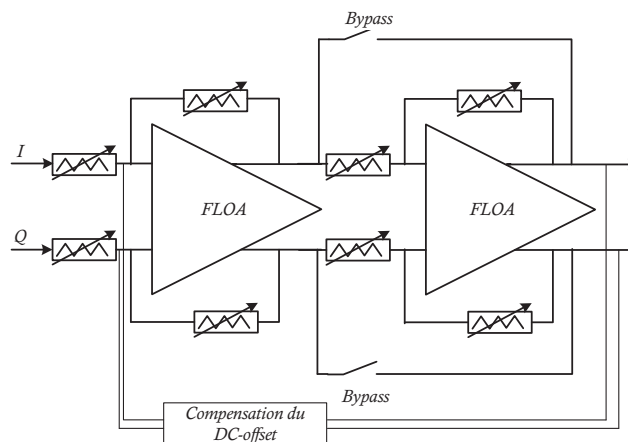 Bypass
I
FLOA
FLOA
Q
Bypass
Compensation du
DC-offset